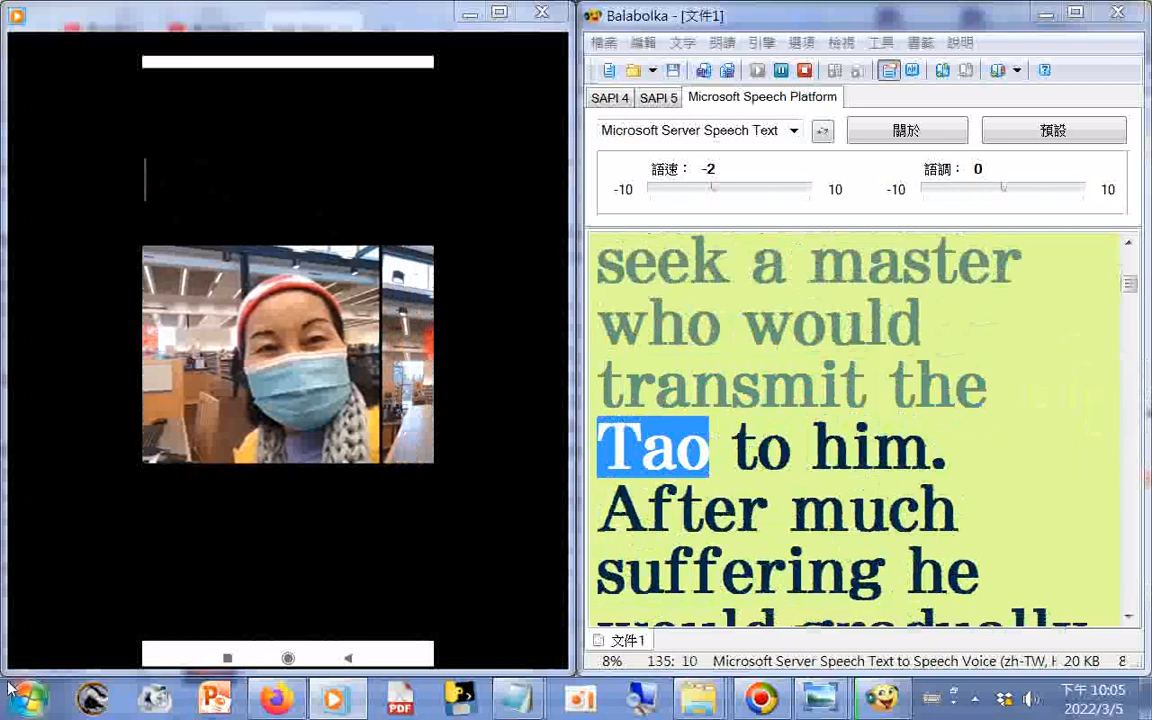 Balabolka - [文件1]
檔案 編輯 文字 朗讀 引擎 選項 檢視 工具 書籤 說明
SAPI 4 SAPI 5 Microsoft Speech Platform
Microsoft Server Speech Text 關於 預設
語速： -2 語調： 0
-10 10 -10 10
seek a master
who would
transmit the
Tao to him.
After much
suffering he
would gradually
文件1
8% 135: 10 Microsoft Server Speech Text to Speech Voice (zh-TW, H 20 KB 8
PDF
下午 10:05
2022/3/5